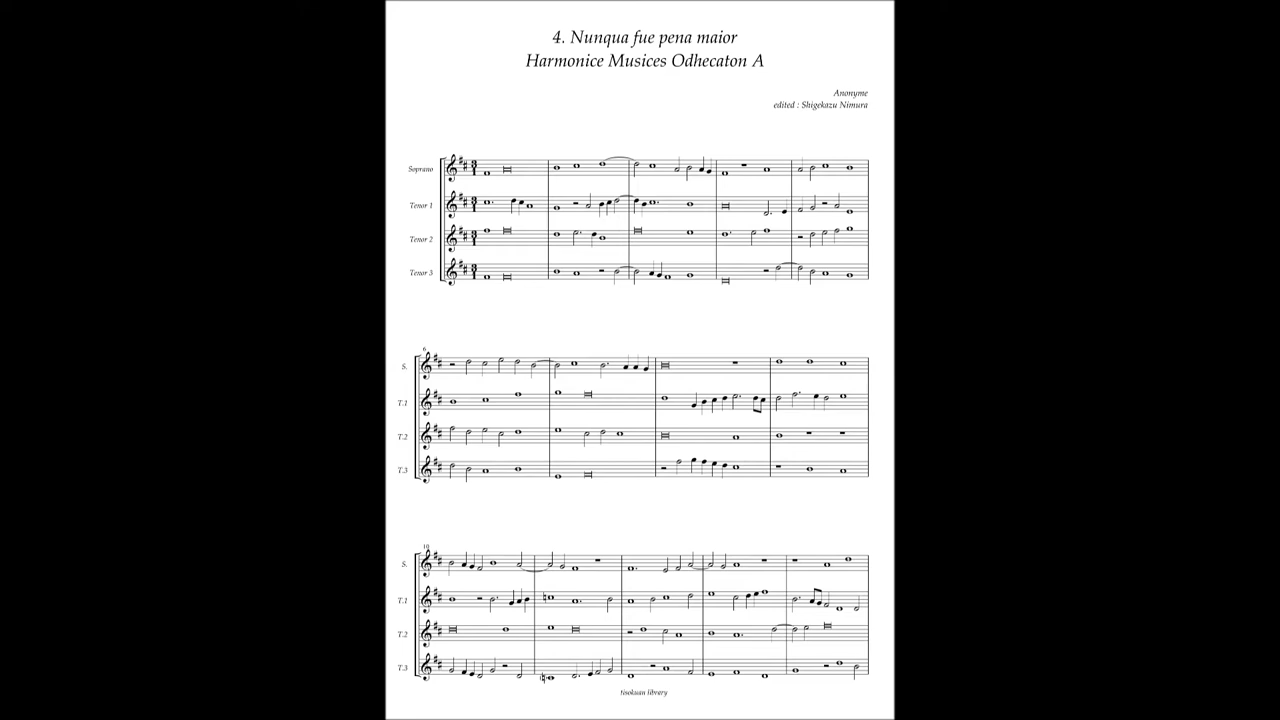 4. Nunqua fue pena maior
Harmonice Musices Odhecaton A
Anonyme
edited : Shigekazu Nimura
Soprano
Tenor 1
Tenor 2
Tenor 3
6
S.
T.1
T.2
T.3
10
S.
T.1
T.2
T.3
tisokuan library